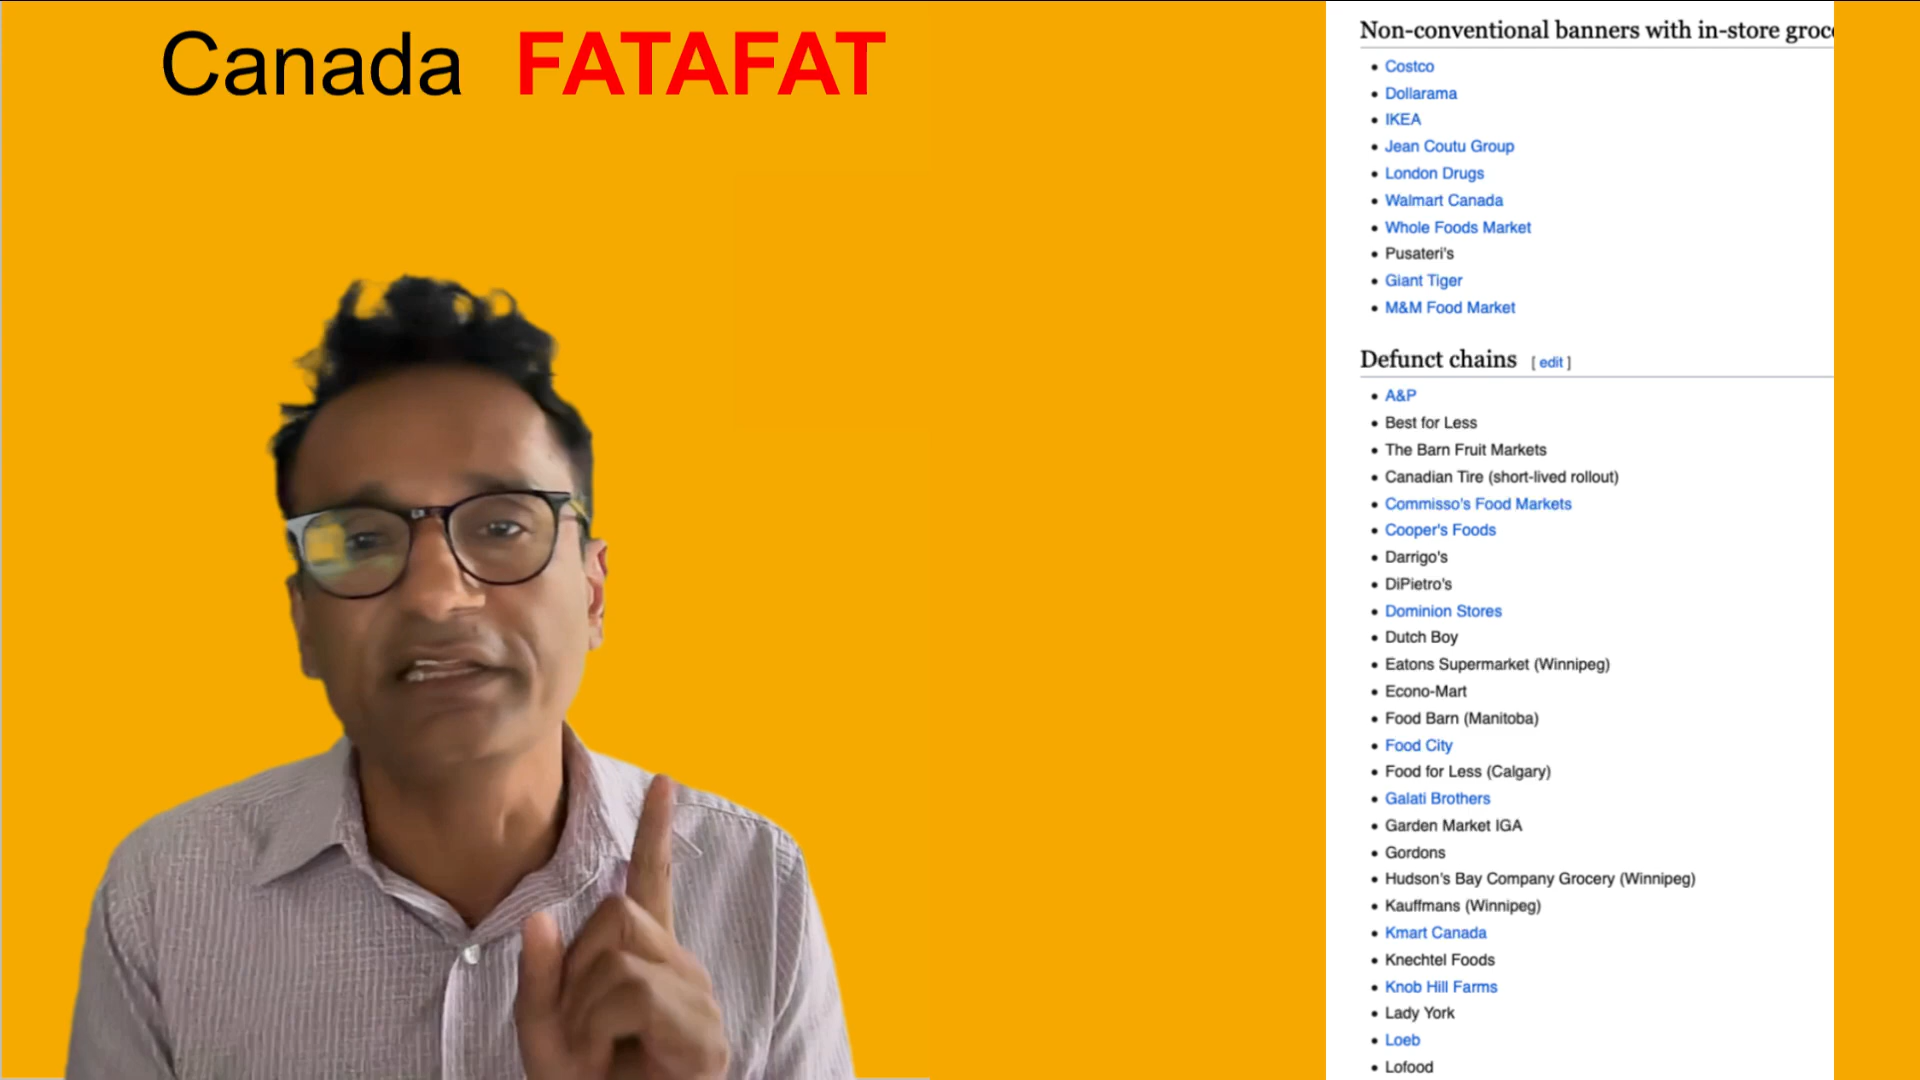 Canada FATAFAT
Non-conventional banners with in-store groc
Costco
Dollarama
IKEA
Jean Coutu Group
London Drugs
Walmart Canada
Whole Foods Market
Pusateri's
Giant Tiger
M&M Food Market
Defunct chains [ edit ]
A&P
Best for Less
The Barn Fruit Markets
Canadian Tire (short-lived rollout)
Commisso's Food Markets
Cooper's Foods
Darrigo's
DiPietro's
Dominion Stores
Dutch Boy
Eatons Supermarket (Winnipeg)
Econo-Mart
Food Barn (Manitoba)
Food City
Food for Less (Calgary)
Galati Brothers
Garden Market IGA
Gordons
Hudson's Bay Company Grocery (Winnipeg)
Kauffmans (Winnipeg)
Kmart Canada
Knechtel Foods
Knob Hill Farms
Lady York
Loeb
Lofood